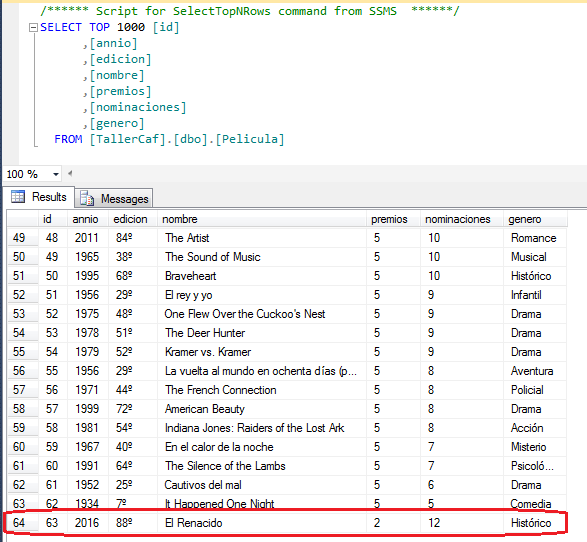 /****** Script for SelectTopNRows command from SSMS ******/
SELECT TOP 1000 [id]
,[annio]
,[edicion]
,[nombre]
,[premios]
,[nominaciones]
,[genero]
FROM [TallerCaf].[dbo].[Pelicula]
100 %
Results Messages
id annio edicion nombre premios nominaciones genero
49 48 2011 84º The Artist 5 10 Romance
50 49 1965 38º The Sound of Music 5 10 Musical
51 50 1995 68º Braveheart 5 10 Histórico
52 51 1956 29º El rey y yo 5 9 Infantil
53 52 1975 48º One Flew Over the Cuckoo's Nest 5 9 Drama
54 53 1978 51º The Deer Hunter 5 9 Drama
55 54 1979 52º Kramer vs. Kramer 5 9 Drama
56 55 1956 29º La vuelta al mundo en ochenta días (p... 5 8 Aventura
57 56 1971 44º The French Connection 5 8 Policial
58 57 1999 72º American Beauty 5 8 Drama
59 58 1981 54º Indiana Jones: Raiders of the Lost Ark 5 8 Acción
60 59 1967 40º En el calor de la noche 5 7 Misterio
61 60 1991 64º The Silence of the Lambs 5 7 Psicoló...
62 61 1952 25º Cautivos del mal 5 6 Drama
63 62 1934 7º It Happened One Night 5 5 Comedia
64 63 2016 88º El Renacido 2 12 Histórico